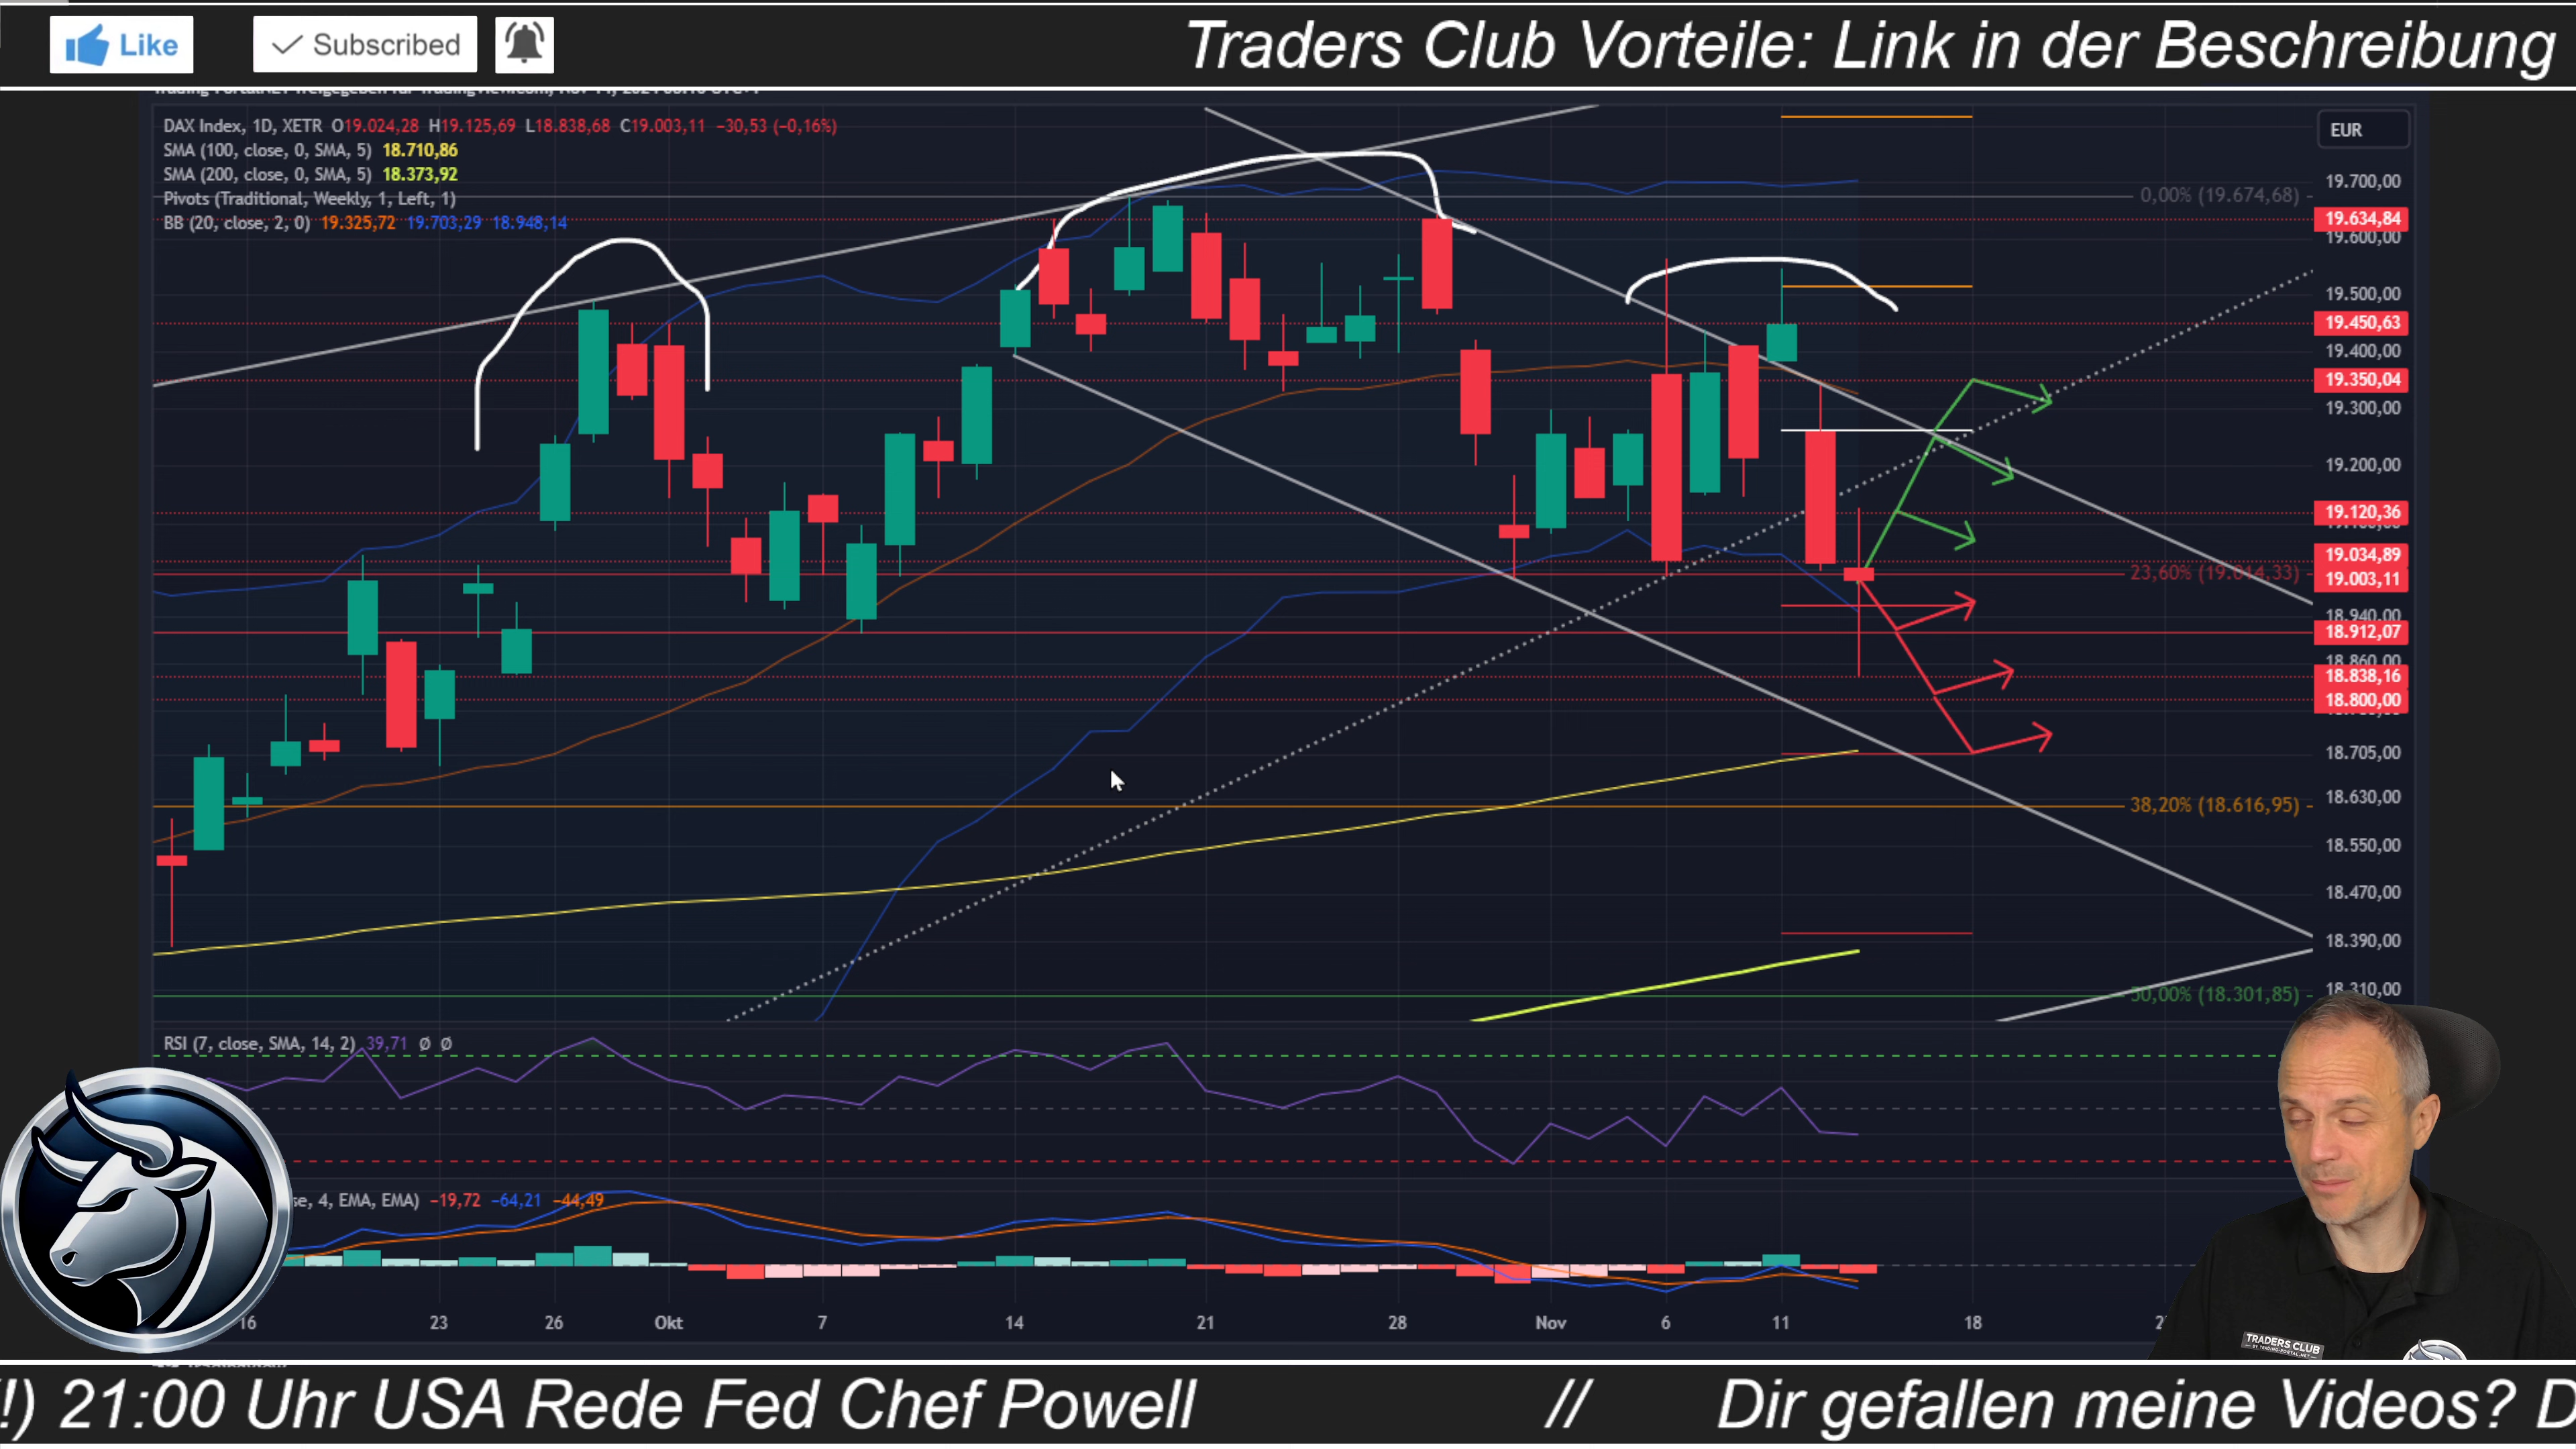 Like
Subscribed
Traders Club Vorteile: Link in der Beschreibung
DAX Index, 1D, XETR O19.024,28 H19.125,69 L18.838,68 C19.003,11 −30,53 (−0,16%)
SMA (100, close, 0, SMA, 5) 18.710,86
SMA (200, close, 0, SMA, 5) 18.373,92
Pivots (Traditional, Weekly, 1, Left, 1)
BB (20, close, 2, 0) 19.325,72 19.703,29 18.948,14
EUR
19.700,00
0,00% (19.674,68)
19.634,84
19.600,00
19.500,00
19.450,63
19.400,00
19.350,04
19.300,00
19.200,00
19.120,36
19.034,89
23,60% (19.014,33)
19.003,11
18.940,00
18.912,07
18.860,00
18.838,16
18.800,00
18.705,00
18.630,00
38,20% (18.616,95)
18.550,00
18.470,00
18.390,00
18.310,00
50,00% (18.301,85)
RSI (7, close, SMA, 14, 2) 39,71 Ø Ø
se, 4, EMA, EMA) −19,72 −64,21 −44,49
16 23 26 Okt 7 14 21 28 Nov 6 11 18
TRADERS CLUB
!) 21:00 Uhr USA Rede Fed Chef Powell // Dir gefallen meine Videos? D